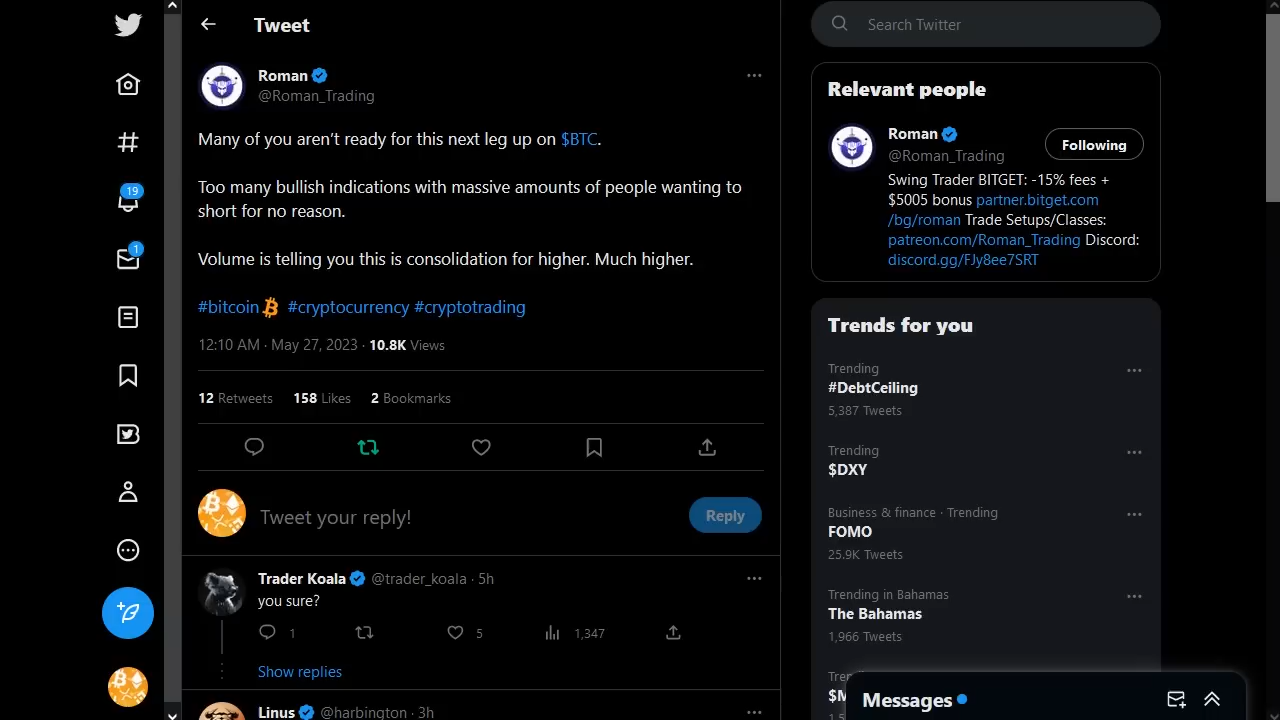 Tweet
Roman
@Roman_Trading
Many of you aren’t ready for this next leg up on $BTC.
Too many bullish indications with massive amounts of people wanting to
short for no reason.
Volume is telling you this is consolidation for higher. Much higher.
#bitcoin #cryptocurrency #cryptotrading
12:10 AM · May 27, 2023 · 10.8K Views
12 Retweets 158 Likes 2 Bookmarks
Tweet your reply!
Reply
Trader Koala @trader_koala · 5h
you sure?
1 5 1,347
Show replies
Linus @harbington · 3h
19
1
Search Twitter
Relevant people
Roman
@Roman_Trading
Following
Swing Trader BITGET: -15% fees +
$5005 bonus partner.bitget.com
/bg/roman Trade Setups/Classes:
patreon.com/Roman_Trading Discord:
discord.gg/FJy8ee7SRT
Trends for you
Trending
#DebtCeiling
5,387 Tweets
Trending
$DXY
Business & finance · Trending
FOMO
25.9K Tweets
Trending in Bahamas
The Bahamas
1,966 Tweets
Messages